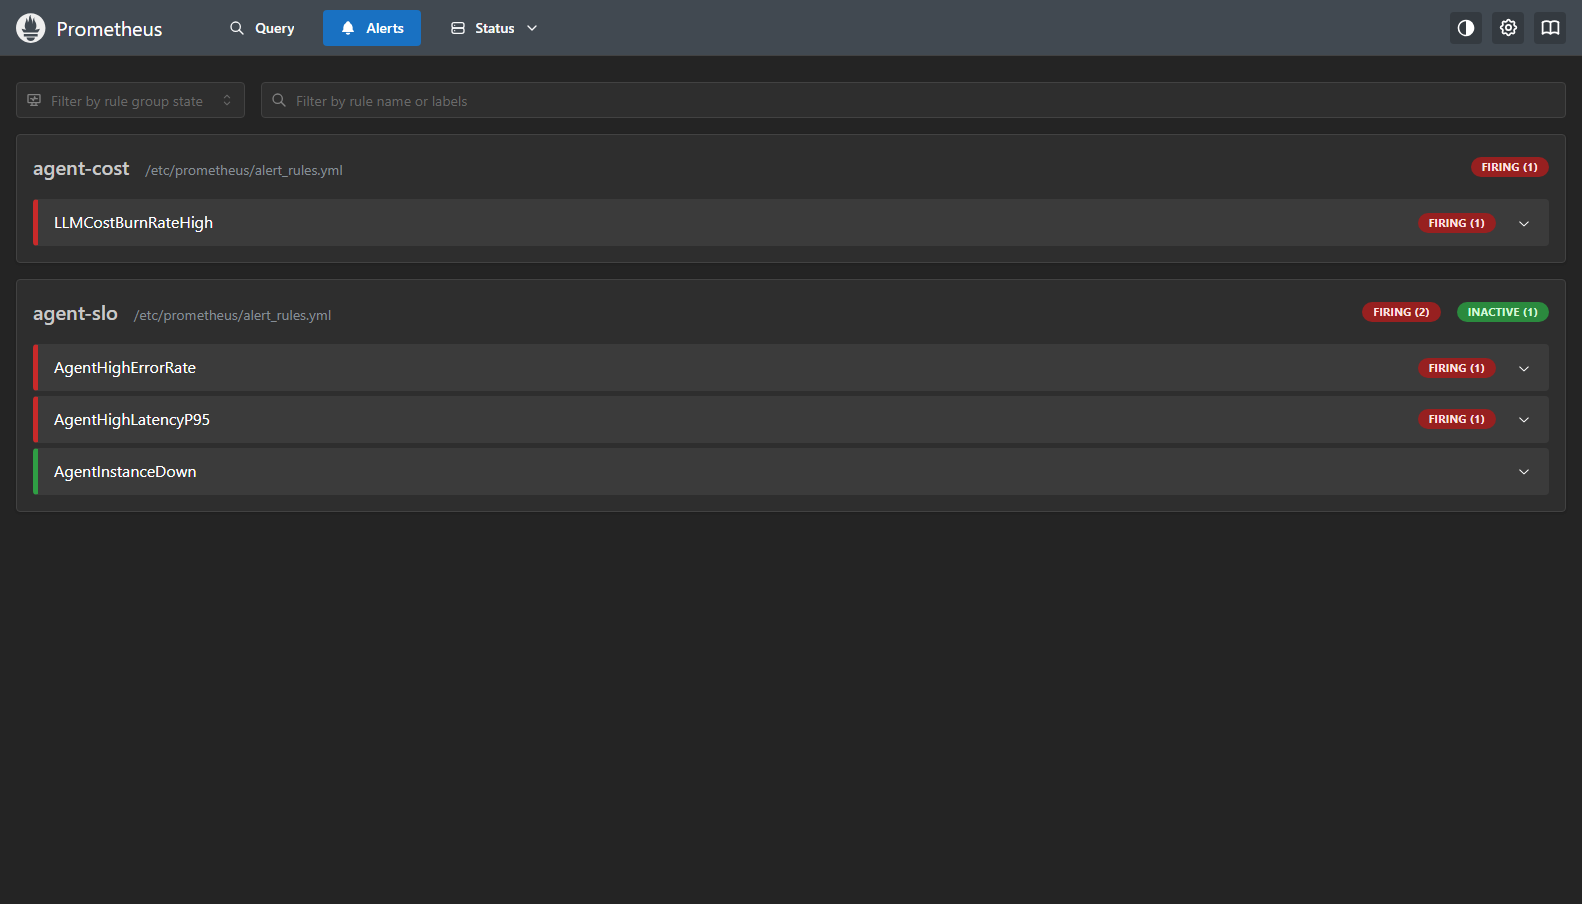 Prometheus Query Alerts Status
Filter by rule group state Filter by rule name or labels
agent-cost /etc/prometheus/alert_rules.yml FIRING (1)
LLMCostBurnRateHigh FIRING (1)
agent-slo /etc/prometheus/alert_rules.yml FIRING (2) INACTIVE (1)
AgentHighErrorRate FIRING (1)
AgentHighLatencyP95 FIRING (1)
AgentInstanceDown